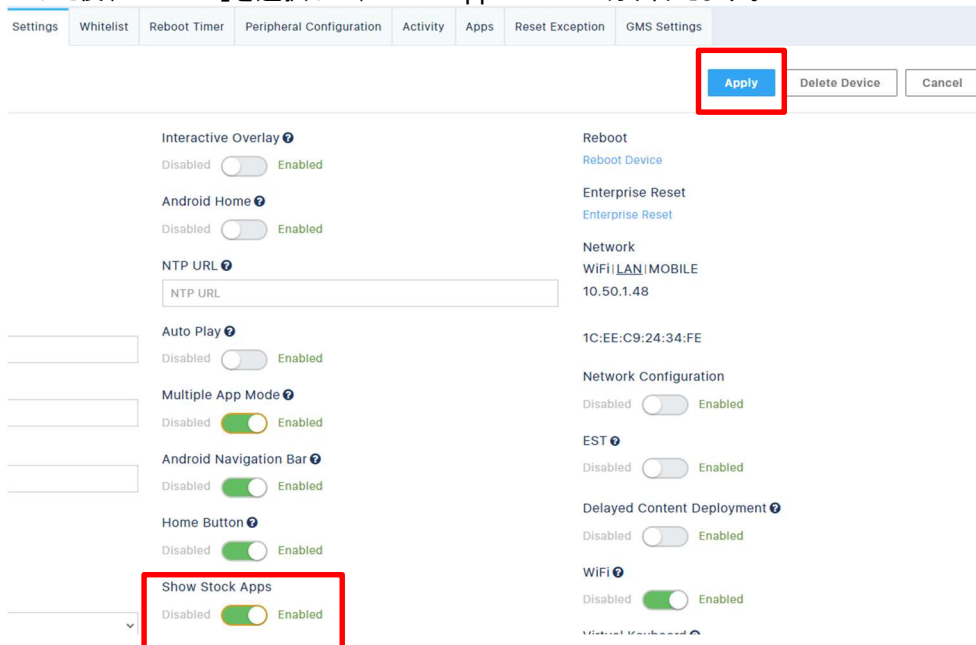 Settings Whitelist Reboot Timer Peripheral Configuration Activity Apps Reset Exception GMS Settings
Apply Delete Device Cancel
Interactive Overlay
Disabled Enabled
Android Home
Disabled Enabled
NTP URL
NTP URL
Auto Play
Disabled Enabled
Multiple App Mode
Disabled Enabled
Android Navigation Bar
Disabled Enabled
Home Button
Disabled Enabled
Show Stock Apps
Disabled Enabled
Reboot
Reboot Device
Enterprise Reset
Enterprise Reset
Network
WiFi|LAN|MOBILE
10.50.1.48
1C:EE:C9:24:34:FE
Network Configuration
Disabled Enabled
EST
Disabled Enabled
Delayed Content Deployment
Disabled Enabled
WiFi
Disabled Enabled
Virtual Keyboard